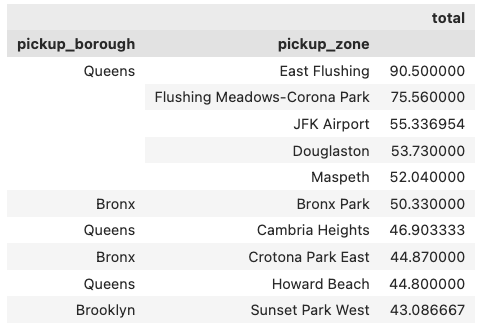 total
pickup_borough pickup_zone
Queens East Flushing 90.500000
Flushing Meadows-Corona Park 75.560000
JFK Airport 55.336954
Douglaston 53.730000
Maspeth 52.040000
Bronx Bronx Park 50.330000
Queens Cambria Heights 46.903333
Bronx Crotona Park East 44.870000
Queens Howard Beach 44.800000
Brooklyn Sunset Park West 43.086667